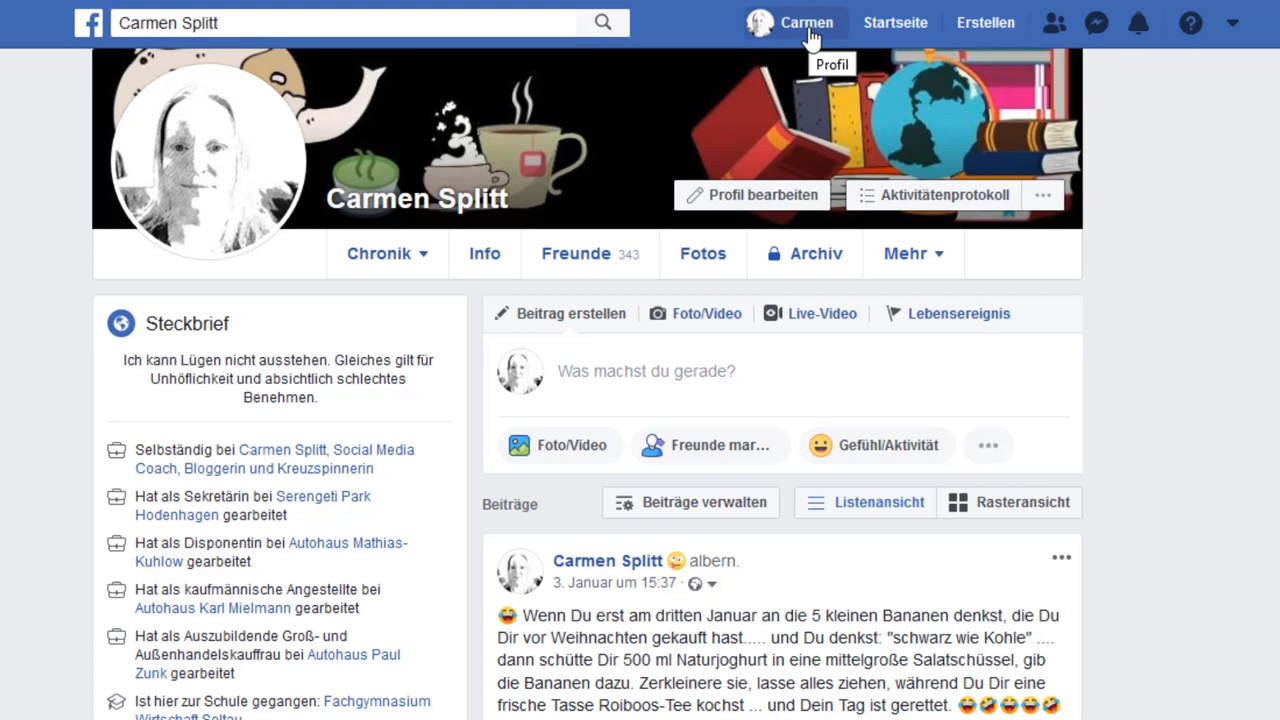 Carmen Splitt
Carmen
Startseite
Erstellen
Profil
Carmen Splitt
Profil bearbeiten
Aktivitätenprotokoll
Chronik
Info
Freunde 343
Fotos
Archiv
Mehr
Steckbrief
Ich kann Lügen nicht ausstehen. Gleiches gilt für
Unhöflichkeit und absichtlich schlechtes
Benehmen.
Selbständig bei Carmen Splitt, Social Media
Coach, Bloggerin und Kreuzspinnerin
Hat als Sekretärin bei Serengeti Park
Hodenhagen gearbeitet
Hat als Disponentin bei Autohaus Mathias-
Kuhlow gearbeitet
Hat als kaufmännische Angestellte bei
Autohaus Karl Mielmann gearbeitet
Hat als Auszubildende Groß- und
Außenhandelskauffrau bei Autohaus Paul
Zunk gearbeitet
Ist hier zur Schule gegangen: Fachgymnasium
Wirtschaft Soltau
Beitrag erstellen
Foto/Video
Live-Video
Lebensereignis
Was machst du gerade?
Foto/Video
Freunde mar...
Gefühl/Aktivität
Beiträge
Beiträge verwalten
Listenansicht
Rasteransicht
Carmen Splitt 🤪 albern.
3. Januar um 15:37 ·
😂 Wenn Du erst am dritten Januar an die 5 kleinen Bananen denkst, die Du
Dir vor Weihnachten gekauft hast..... und Du denkst: "schwarz wie Kohle" ....
dann schütte Dir 500 ml Naturjoghurt in eine mittelgroße Salatschüssel, gib
die Bananen dazu. Zerkleinere sie, lasse alles ziehen, während Du Dir eine
frische Tasse Roiboos-Tee kochst ... und Dein Tag ist gerettet. 😂🤣😂😂🤣